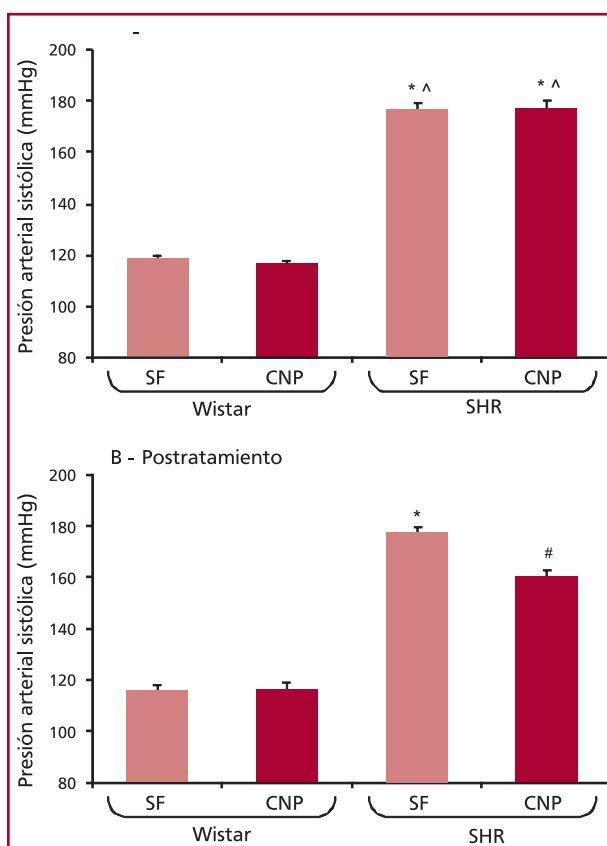 -
Presión arterial sistólica (mmHg)
200
180
160
140
120
100
80
* ^
* ^
SF
CNP
SF
CNP
Wistar
SHR
B - Postratamiento
Presión arterial sistólica (mmHg)
200
180
160
140
120
100
80
*
#
SF
CNP
SF
CNP
Wistar
SHR